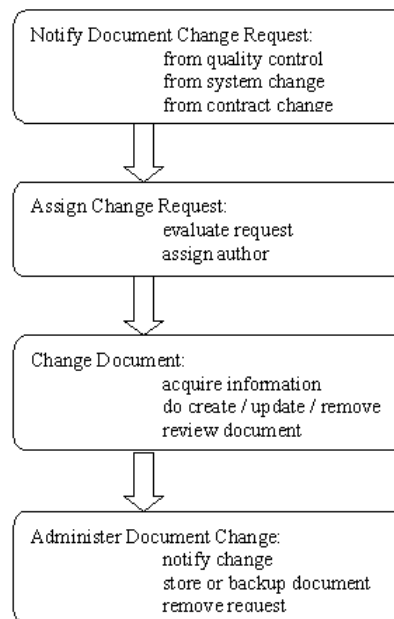 Notify Document Change Request:
from quality control
from system change
from contract change
Assign Change Request:
evaluate request
assign author
Change Document:
acquire information
do create / update / remove
review document
Administer Document Change:
notify change
store or backup document
remove request